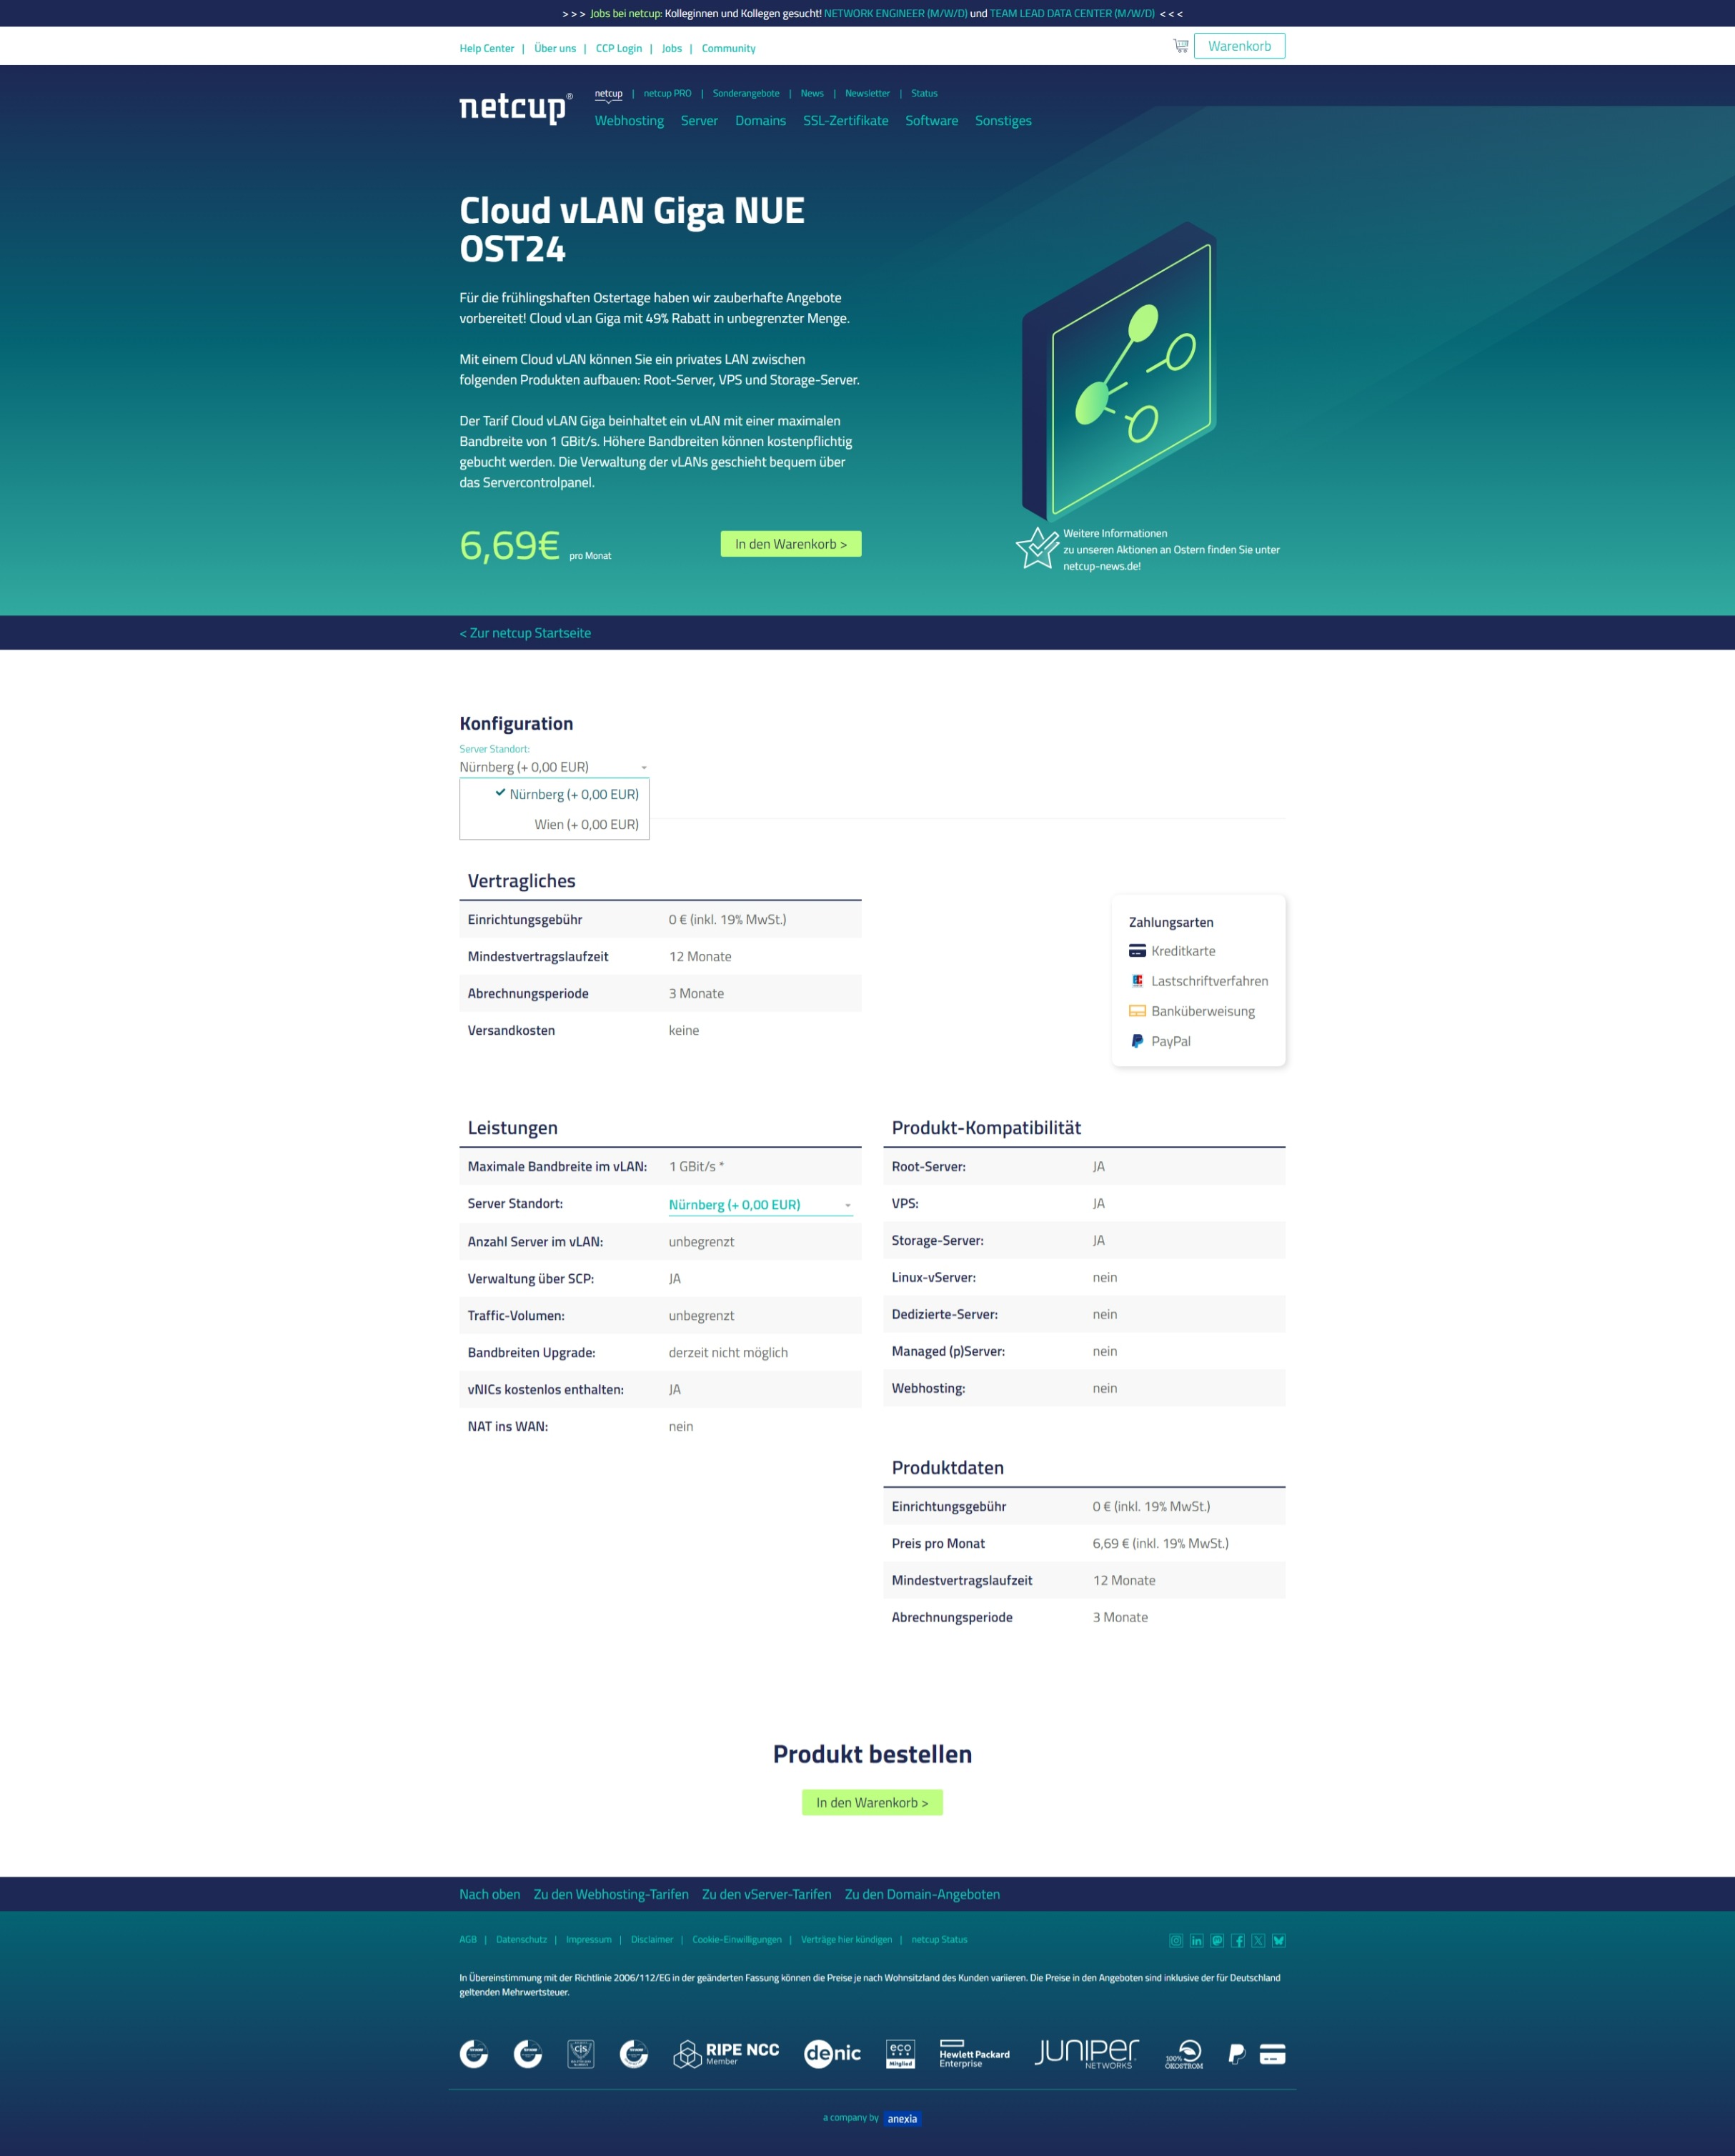 > > > Jobs bei netcup: Kolleginnen und Kollegen gesucht! NETWORK ENGINEER (M/W/D) und TEAM LEAD DATA CENTER (M/W/D) < < <
Help Center | Über uns | CCP Login | Jobs | Community
Warenkorb
netcup®
netcup | netcup PRO | Sonderangebote | News | Newsletter | Status
Webhosting Server Domains SSL-Zertifikate Software Sonstiges
Cloud vLAN Giga NUE
OST24
Für die frühlingshaften Ostertage haben wir zauberhafte Angebote
vorbereitet! Cloud vLan Giga mit 49% Rabatt in unbegrenzter Menge.
Mit einem Cloud vLAN können Sie ein privates LAN zwischen
folgenden Produkten aufbauen: Root-Server, VPS und Storage-Server.
Der Tarif Cloud vLAN Giga beinhaltet ein vLAN mit einer maximalen
Bandbreite von 1 GBit/s. Höhere Bandbreiten können kostenpflichtig
gebucht werden. Die Verwaltung der vLANs geschieht bequem über
das Servercontrolpanel.
6,69€ pro Monat
In den Warenkorb >
Weitere Informationen
zu unseren Aktionen an Ostern finden Sie unter
netcup-news.de!
< Zur netcup Startseite
Konfiguration
Server Standort:
Nürnberg (+ 0,00 EUR)
Nürnberg (+ 0,00 EUR)
Wien (+ 0,00 EUR)
Vertragliches
Einrichtungsgebühr 0 € (inkl. 19% MwSt.)
Mindestvertragslaufzeit 12 Monate
Abrechnungsperiode 3 Monate
Versandkosten keine
Zahlungsarten
Kreditkarte
Lastschriftverfahren
Banküberweisung
PayPal
Leistungen
Maximale Bandbreite im vLAN: 1 GBit/s *
Server Standort: Nürnberg (+ 0,00 EUR)
Anzahl Server im vLAN: unbegrenzt
Verwaltung über SCP: JA
Traffic-Volumen: unbegrenzt
Bandbreiten Upgrade: derzeit nicht möglich
vNICs kostenlos enthalten: JA
NAT ins WAN: nein
Produkt-Kompatibilität
Root-Server: JA
VPS: JA
Storage-Server: JA
Linux-vServer: nein
Dedizierte-Server: nein
Managed (p)Server: nein
Webhosting: nein
Produktdaten
Einrichtungsgebühr 0 € (inkl. 19% MwSt.)
Preis pro Monat 6,69 € (inkl. 19% MwSt.)
Mindestvertragslaufzeit 12 Monate
Abrechnungsperiode 3 Monate
Produkt bestellen
In den Warenkorb >
Nach oben Zu den Webhosting-Tarifen Zu den vServer-Tarifen Zu den Domain-Angeboten
AGB | Datenschutz | Impressum | Disclaimer | Cookie-Einwilligungen | Verträge hier kündigen | netcup Status
In Übereinstimmung mit der Richtlinie 2006/112/EG in der geänderten Fassung können die Preise je nach Wohnsitzland des Kunden variieren. Die Preise in den Angeboten sind inklusive der für Deutschland
geltenden Mehrwertsteuer.
cjs
RIPE NCC
Member
denic
eco
Mitglied
Hewlett Packard
Enterprise
JUNIPER
NETWORKS
100%
ÖKOSTROM
a company by anexia